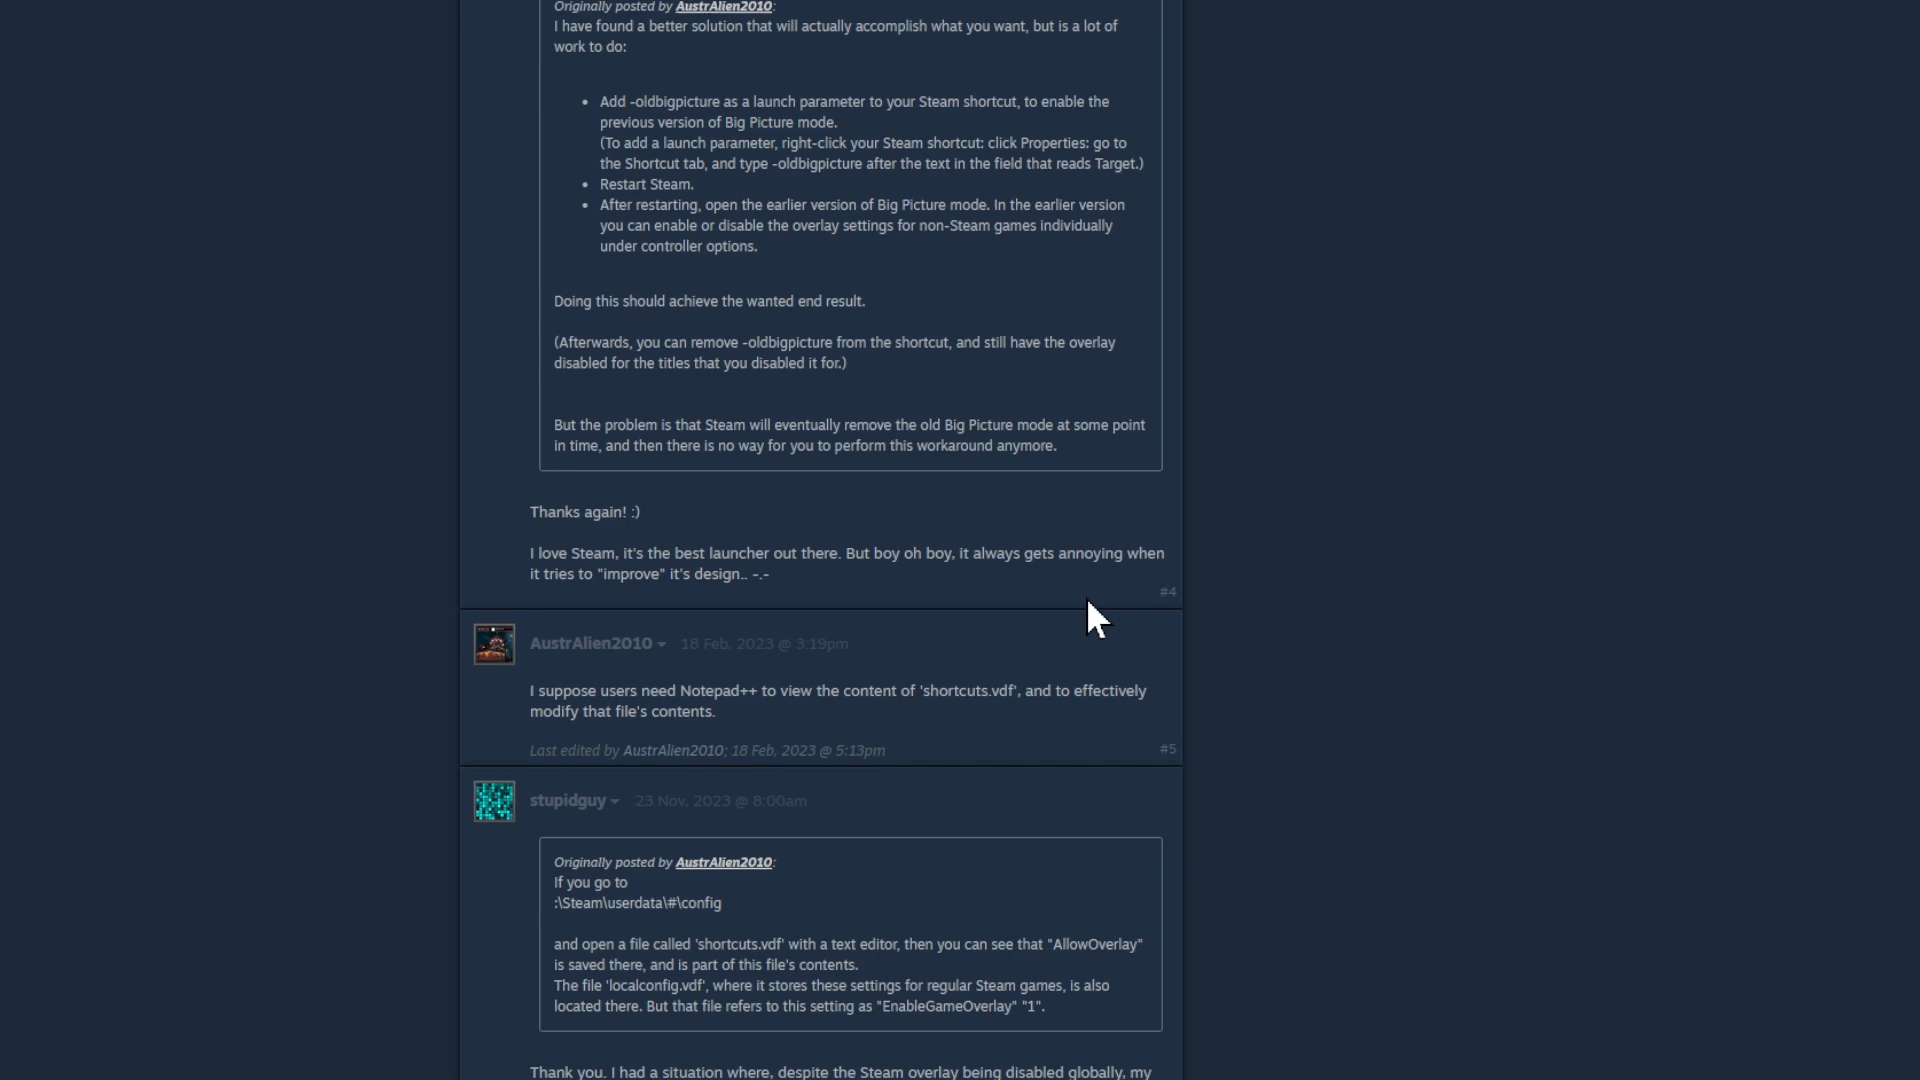 Originally posted by AustrAlien2010:
I have found a better solution that will actually accomplish what you want, but is a lot of
work to do:
• Add -oldbigpicture as a launch parameter to your Steam shortcut, to enable the
previous version of Big Picture mode.
(To add a launch parameter, right-click your Steam shortcut: click Properties: go to
the Shortcut tab, and type -oldbigpicture after the text in the field that reads Target.)
• Restart Steam.
• After restarting, open the earlier version of Big Picture mode. In the earlier version
you can enable or disable the overlay settings for non-Steam games individually
under controller options.
Doing this should achieve the wanted end result.
(Afterwards, you can remove -oldbigpicture from the shortcut, and still have the overlay
disabled for the titles that you disabled it for.)
But the problem is that Steam will eventually remove the old Big Picture mode at some point
in time, and then there is no way for you to perform this workaround anymore.
Thanks again! :)
I love Steam, it's the best launcher out there. But boy oh boy, it always gets annoying when
it tries to "improve" it's design.. -.-
#4
AustrAlien2010 18 Feb, 2023 @ 3:19pm
I suppose users need Notepad++ to view the content of 'shortcuts.vdf', and to effectively
modify that file's contents.
Last edited by AustrAlien2010; 18 Feb, 2023 @ 5:13pm
#5
stupidguy 23 Nov, 2023 @ 8:00am
Originally posted by AustrAlien2010:
If you go to
:\Steam\userdata\#\config
and open a file called 'shortcuts.vdf' with a text editor, then you can see that "AllowOverlay"
is saved there, and is part of this file's contents.
The file 'localconfig.vdf', where it stores these settings for regular Steam games, is also
located there. But that file refers to this setting as "EnableGameOverlay" "1".
Thank you. I had a situation where, despite the Steam overlay being disabled globally, my